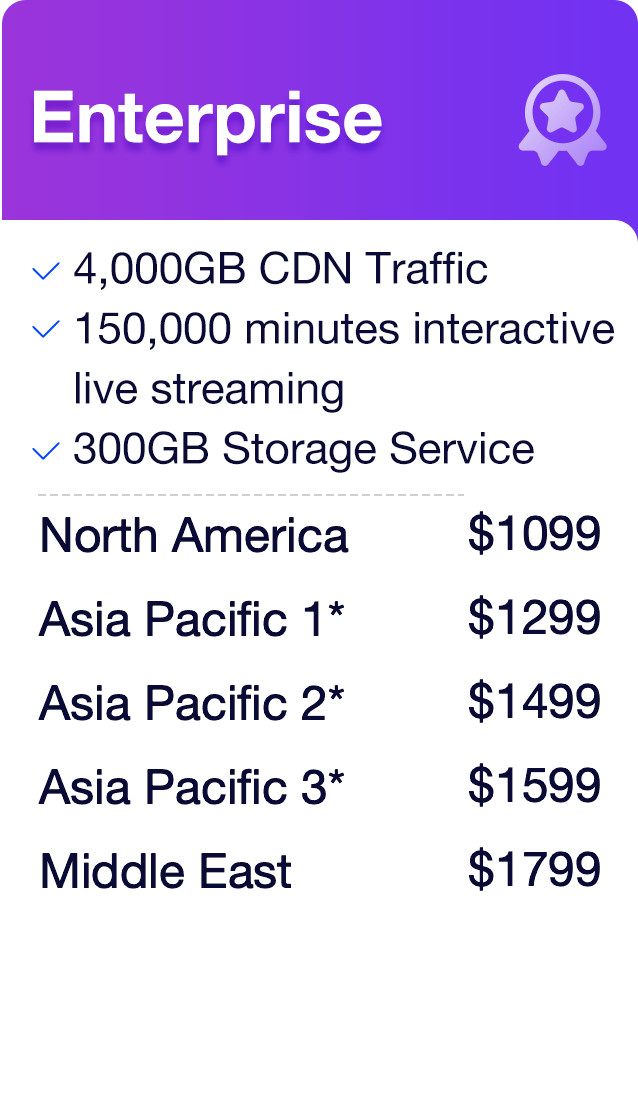 Enterprise
4,000GB CDN Traffic
150,000 minutes interactive
live streaming
300GB Storage Service
North America $1099
Asia Pacific 1* $1299
Asia Pacific 2* $1499
Asia Pacific 3* $1599
Middle East $1799